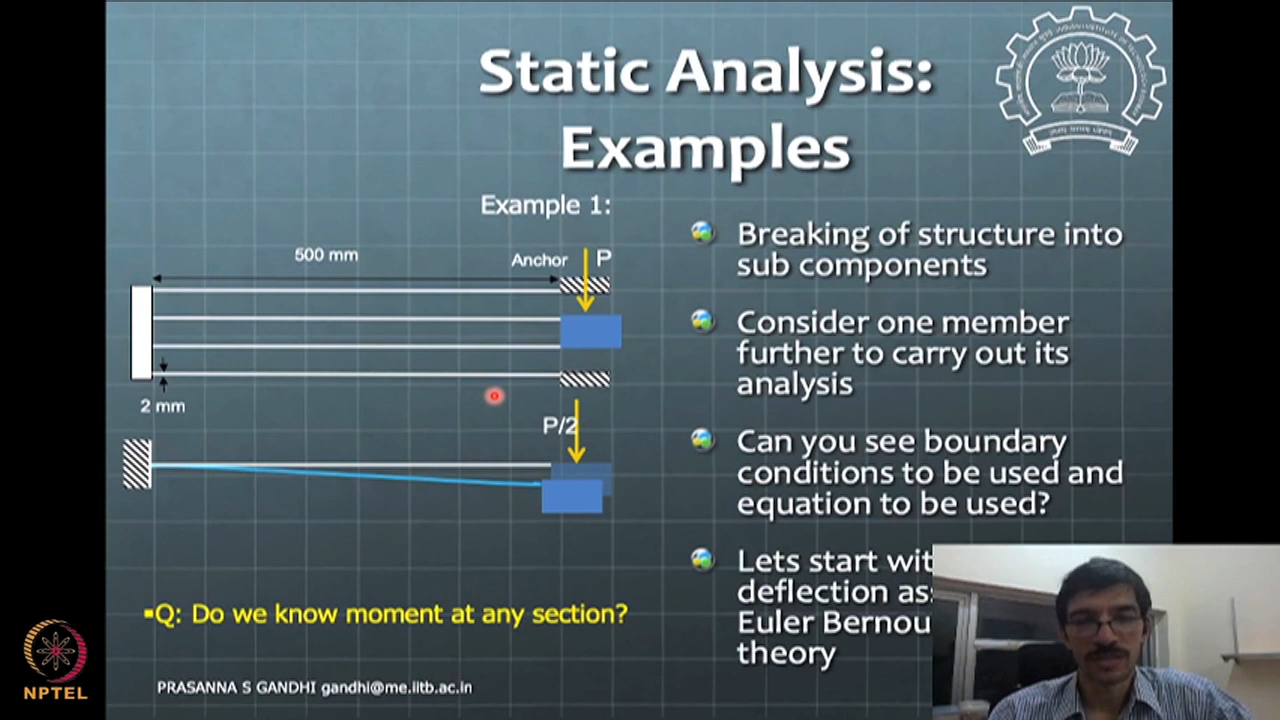 Static Analysis:
Examples
Example 1:
500 mm
Anchor
P
2 mm
P/2
▪Q: Do we know moment at any section?
Breaking of structure into
sub components
Consider one member
further to carry out its
analysis
Can you see boundary
conditions to be used and
equation to be used?
Lets start
deflection
Euler
theory
PRASANNA S GANDHI gandhi@me.iitb.ac.in
NPTEL